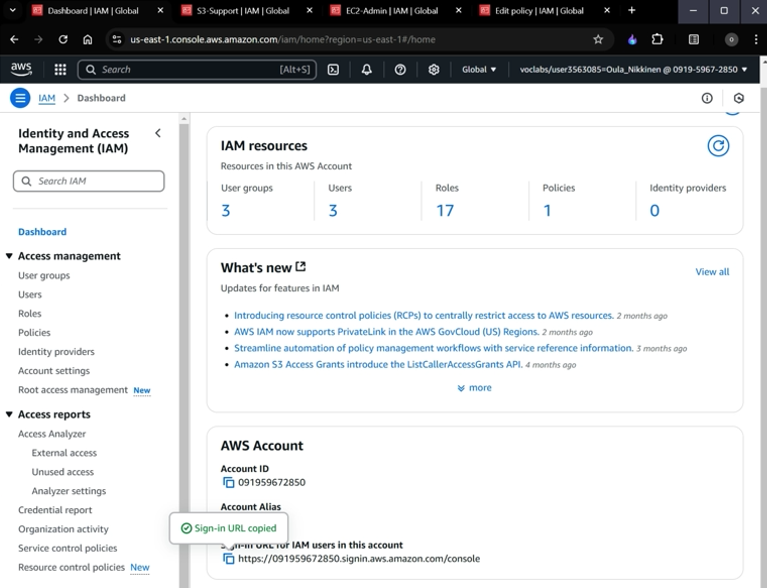 Dashboard | IAM | Global
S3-Support | IAM | Global
EC2-Admin | IAM | Global
Edit policy | IAM | Global
us-east-1.console.aws.amazon.com/iam/home?region=us-east-1#/home
aws
Search [Alt+S]
Global
voclabs/user3563085=Oula_Nikkinen @ 0919-5967-2850
IAM > Dashboard
Identity and Access
Management (IAM)
Search IAM
Dashboard
Access management
User groups
Users
Roles
Policies
Identity providers
Account settings
Root access management New
Access reports
Access Analyzer
External access
Unused access
Analyzer settings
Credential report
Organization activity
Service control policies
Resource control policies New
IAM resources
Resources in this AWS Account
User groups
3
Users
3
Roles
17
Policies
1
Identity providers
0
What's new
View all
Updates for features in IAM
Introducing resource control policies (RCPs) to centrally restrict access to AWS resources. 2 months ago
AWS IAM now supports PrivateLink in the AWS GovCloud (US) Regions. 2 months ago
Streamline automation of policy management workflows with service reference information. 3 months ago
Amazon S3 Access Grants introduce the ListCallerAccessGrants API. 4 months ago
more
AWS Account
Account ID
091959672850
Account Alias
Sign-in URL copied
Sign-in URL for IAM users in this account
https://091959672850.signin.aws.amazon.com/console